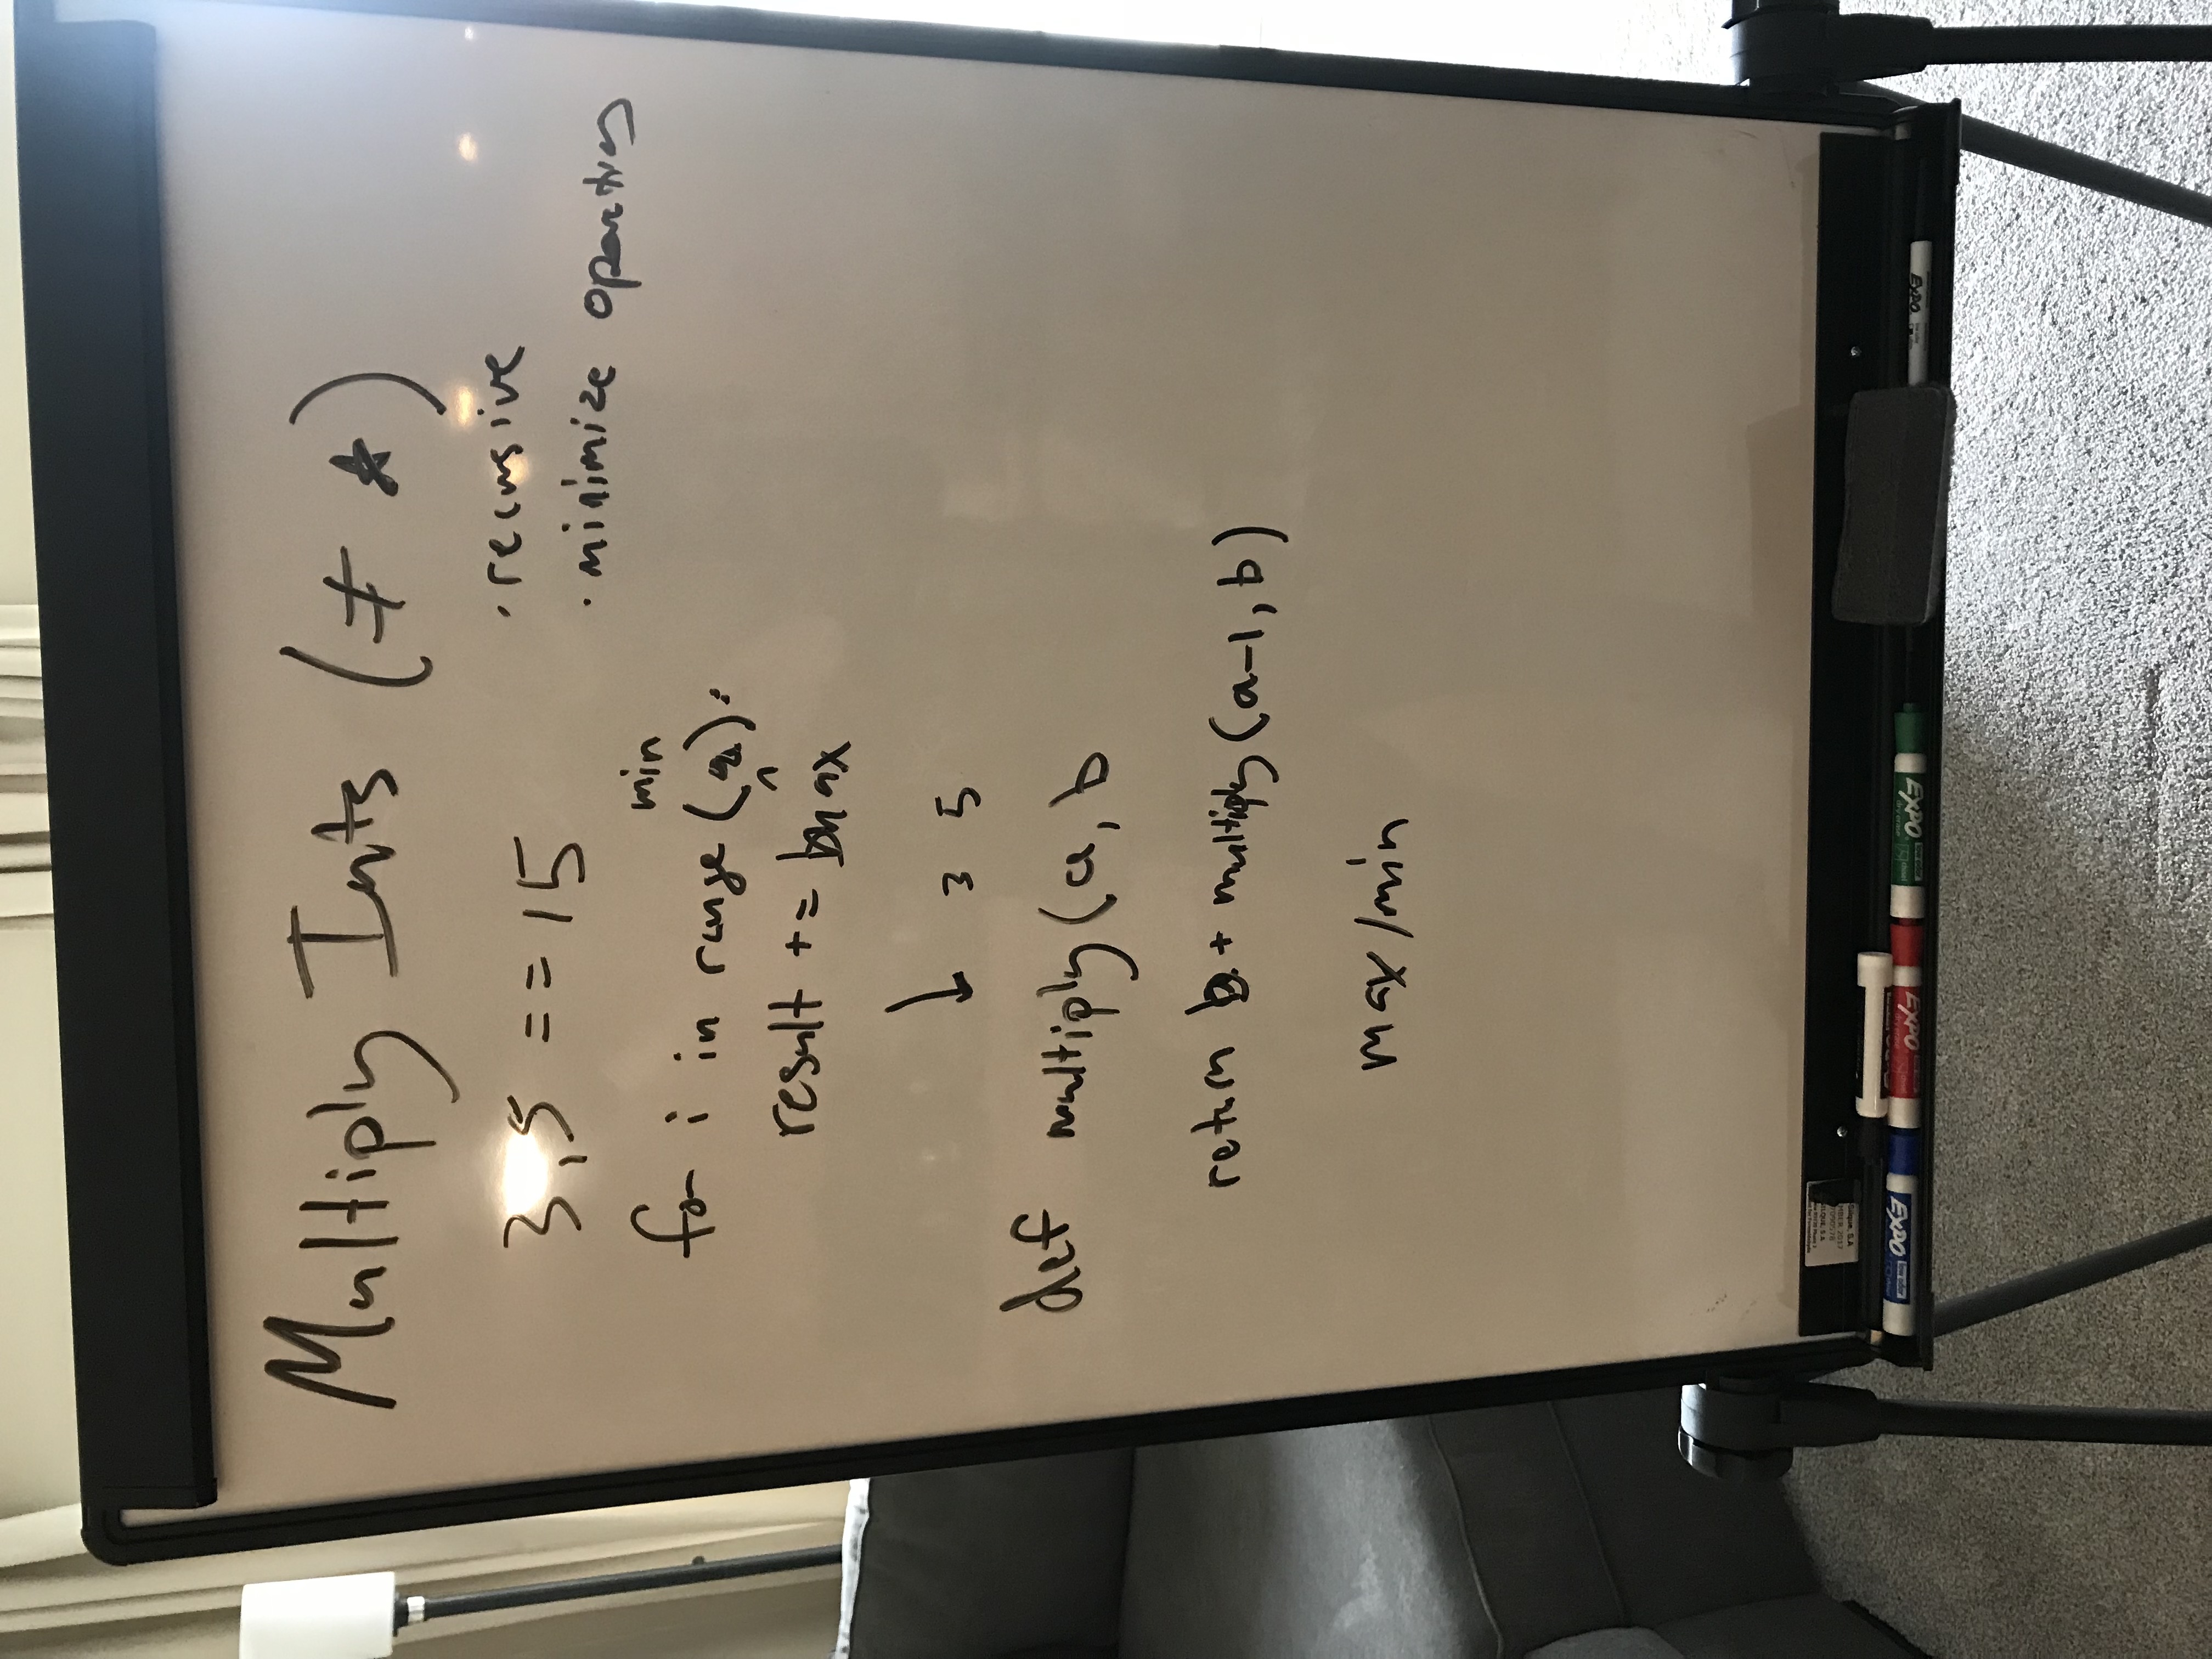 Multiply Ints (≠ *)
3,5 == 15
· recursive
· minimize operations
min
for i in range (a):
^
result += bmax
↓ 3 5
def multiply (a, b
return b + multiply (a-1, b)
max/min
EXPO
EXPO
EXPO
EXPO